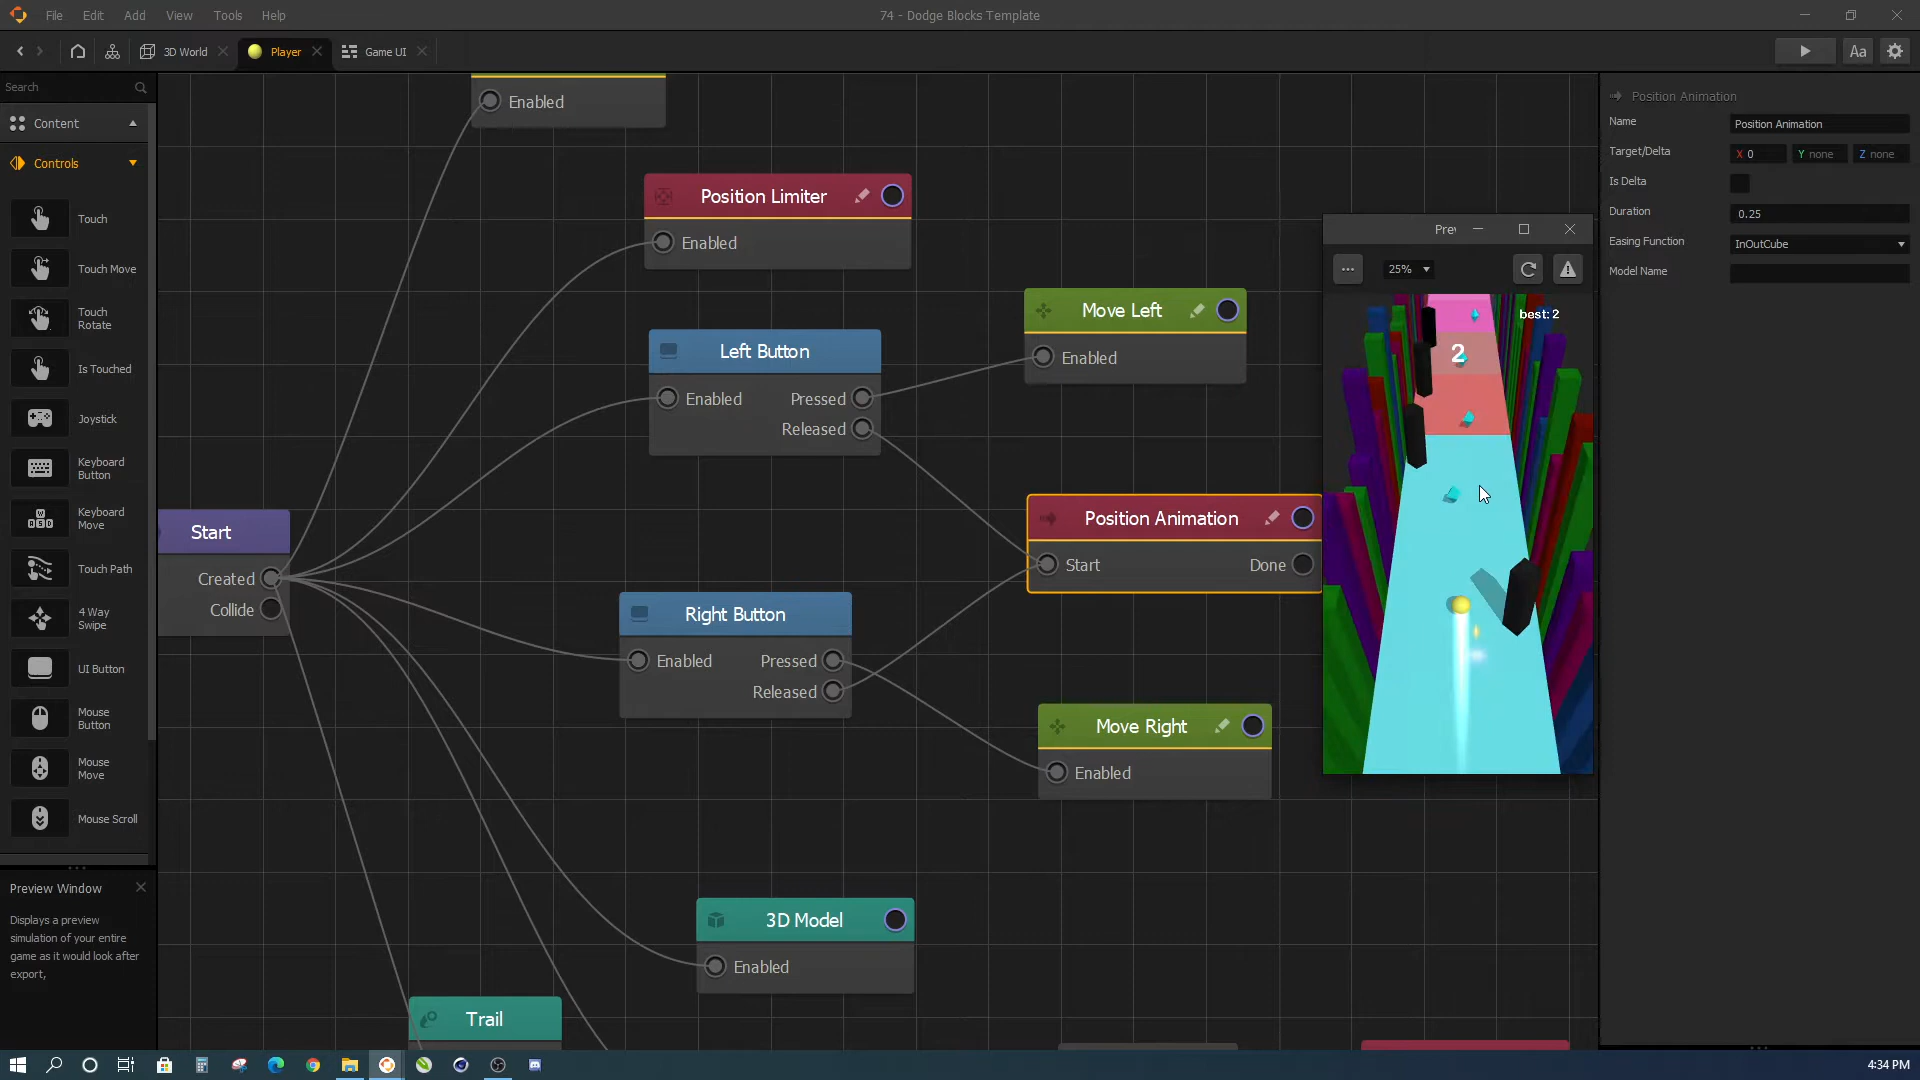 File Edit Add View Tools Help
74 - Dodge Blocks Template
3D World
Player
Game UI
Aa
Search
Content
Controls
Touch
Touch Move
Touch
Rotate
Is Touched
Joystick
Keyboard
Button
Keyboard
Move
Touch Path
4 Way
Swipe
UI Button
Mouse
Button
Mouse
Move
Mouse Scroll
Preview Window
Displays a preview
simulation of your entire
game as it would look after
export,
Enabled
Position Limiter
Enabled
Left Button
Enabled
Pressed
Released
Move Left
Enabled
Start
Created
Collide
Position Animation
Start
Done
Right Button
Enabled
Pressed
Released
Move Right
Enabled
3D Model
Enabled
Trail
Prev
25%
best: 2
2
Position Animation
Name
Position Animation
Target/Delta
X 0
Y none
Z none
Is Delta
Duration
0.25
Easing Function
InOutCube
Model Name
4:34 PM